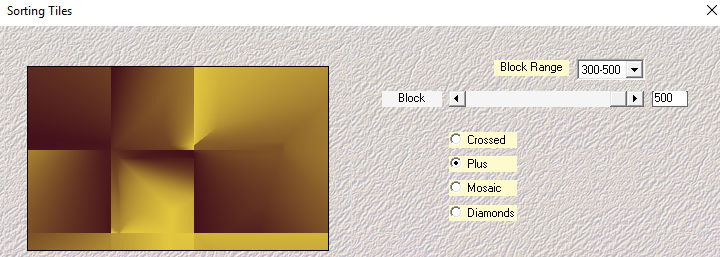 Sorting Tiles
Block Range 300-500
Block 500
Crossed
Plus
Mosaic
Diamonds